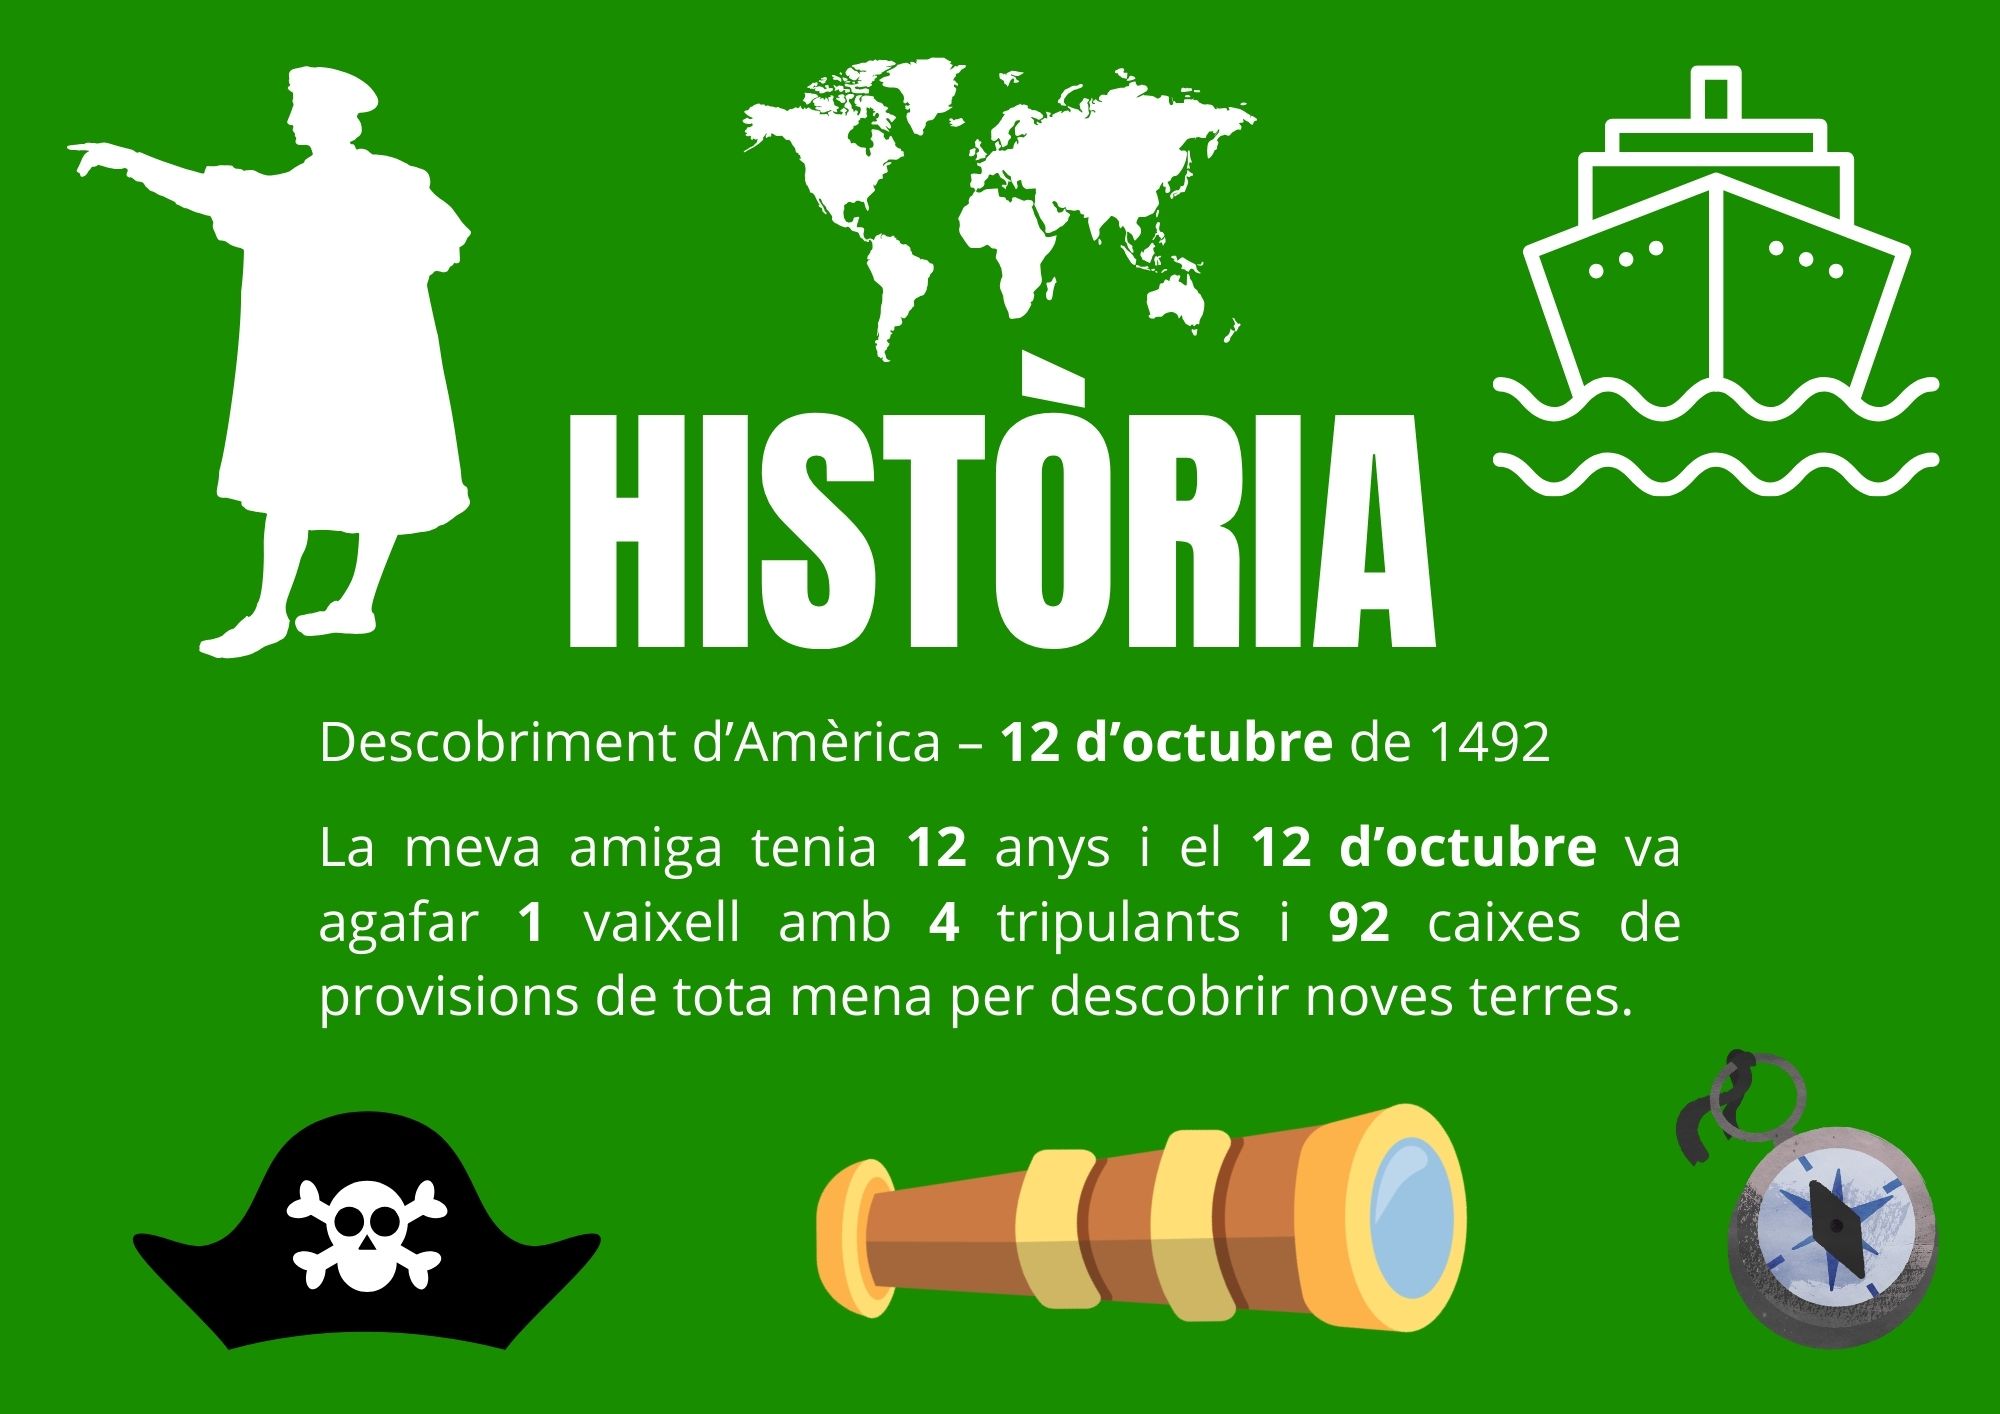 HISTÒRIA
Descobriment d’Amèrica – 12 d’octubre de 1492
La meva amiga tenia 12 anys i el 12 d’octubre va
agafar 1 vaixell amb 4 tripulants i 92 caixes de
provisions de tota mena per descobrir noves terres.